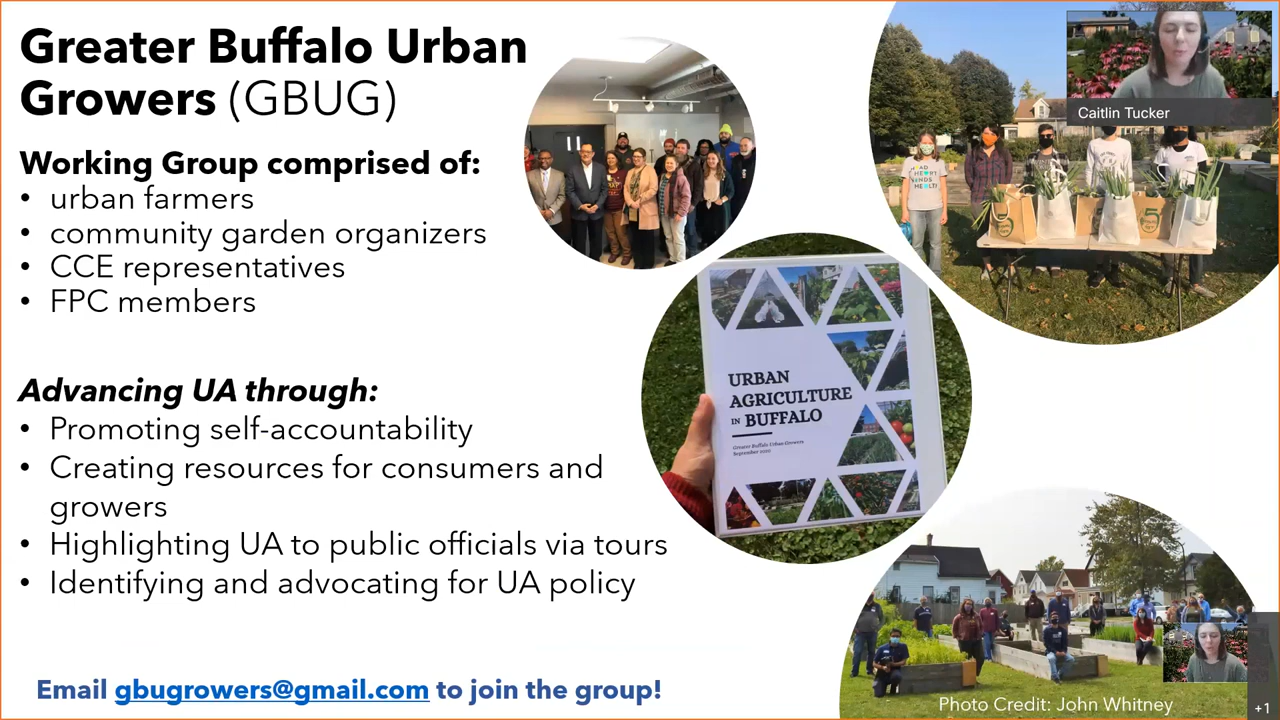 Greater Buffalo Urban
Growers (GBUG)
Working Group comprised of:
• urban farmers
• community garden organizers
• CCE representatives
• FPC members
Advancing UA through:
• Promoting self-accountability
• Creating resources for consumers and
growers
• Highlighting UA to public officials via tours
• Identifying and advocating for UA policy
Email gbugrowers@gmail.com to join the group!
URBAN
AGRICULTURE
IN BUFFALO
Greater Buffalo Urban Growers
Caitlin Tucker
Photo Credit: John Whitney
+1